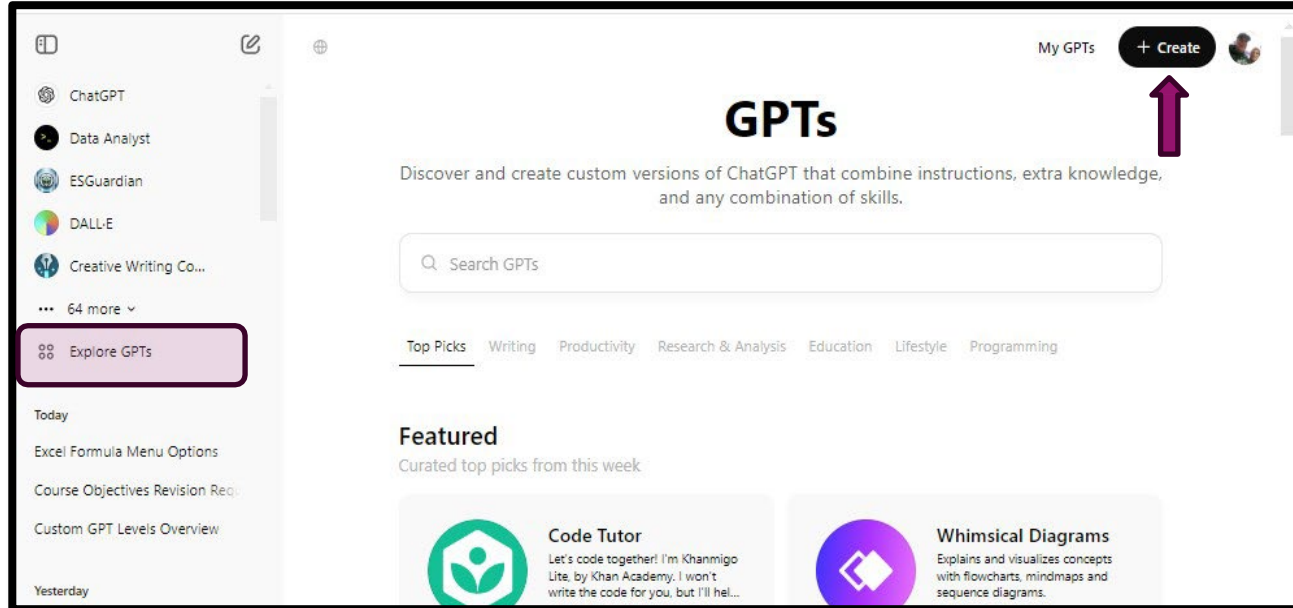 ChatGPT
Data Analyst
ESGuardian
DALL·E
Creative Writing Co...
64 more
Explore GPTs
Today
Excel Formula Menu Options
Course Objectives Revision Req
Custom GPT Levels Overview
Yesterday
My GPTs
+ Create
GPTs
Discover and create custom versions of ChatGPT that combine instructions, extra knowledge,
and any combination of skills.
Search GPTs
Top Picks Writing Productivity Research & Analysis Education Lifestyle Programming
Featured
Curated top picks from this week
Code Tutor
Let's code together! I'm Khanmigo
Lite, by Khan Academy. I won't
write the code for you, but I'll hel...
Whimsical Diagrams
Explains and visualizes concepts
with flowcharts, mindmaps and
sequence diagrams.